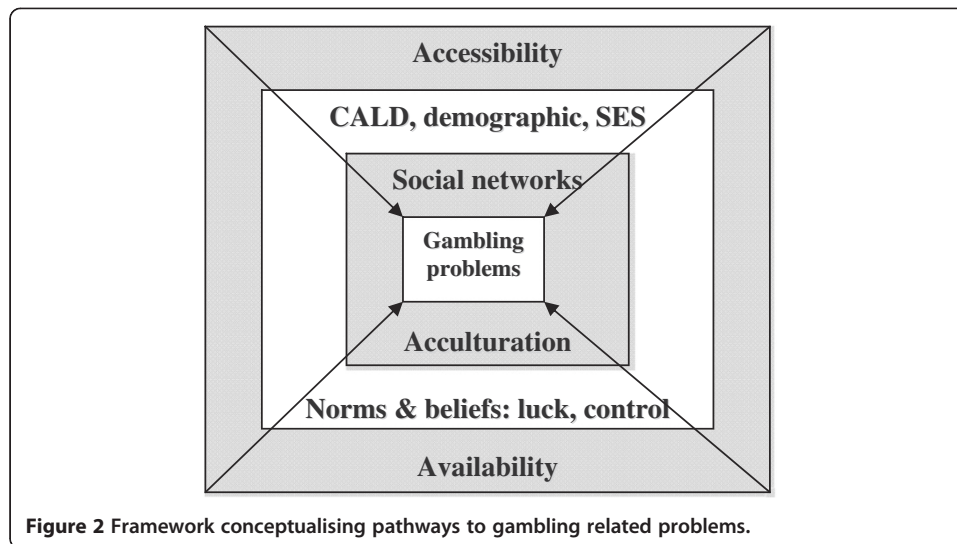 Accessibility
CALD, demographic, SES
Social networks
Gambling
problems
Acculturation
Norms & beliefs: luck, control
Availability
Figure 2 Framework conceptualising pathways to gambling related problems.